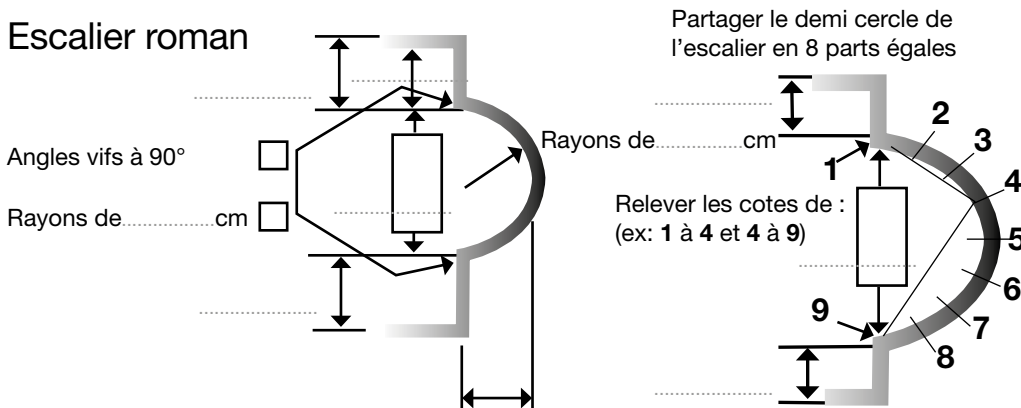 Escalier roman
Angles vifs à 90°
Rayons de...............cm
Rayons de...............cm
Partager le demi cercle de
l'escalier en 8 parts égales
Relever les cotes de :
(ex: 1 à 4 et 4 à 9)
1
2
3
4
5
6
7
8
9